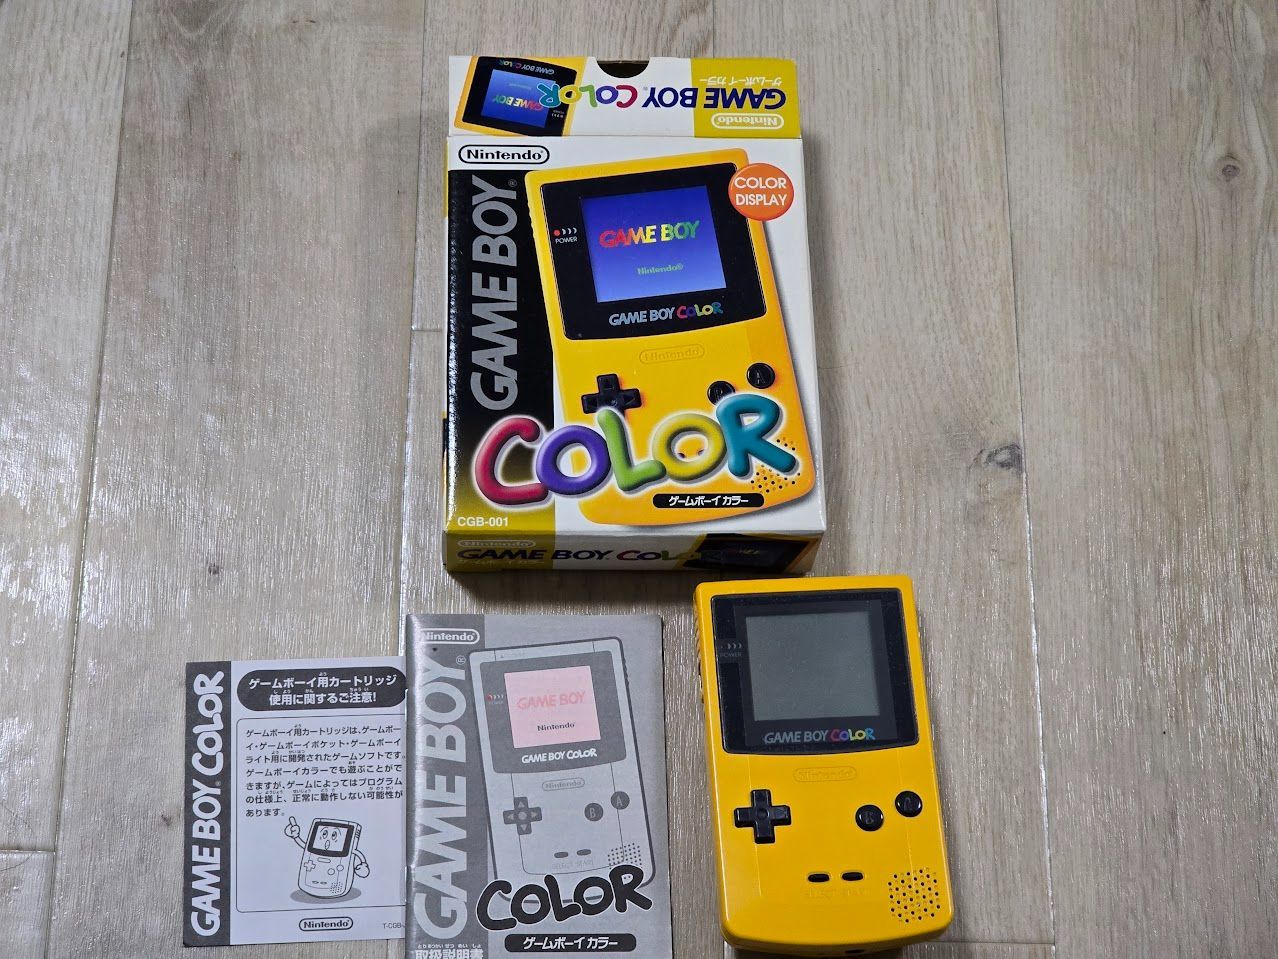 GAME BOY COLOR
Nintendo
ゲームボーイ カラー
GAME BOY COLOR
Nintendo
GAME BOY
COLOR
DISPLAY
POWER
GAME BOY
Nintendo®
GAME BOY COLOR
Nintendo
A
COLOR
ゲームボーイ カラー
CGB-001
Nintendo
GAME BOY COLOR
GAME BOY COLOR
ゲームボーイ用カートリッジ
使用に関するご注意!
ゲームボーイ用カートリッジは、ゲームボー
イ・ゲームボーイポケット・ゲームボーイ
ライト用に開発されたゲームソフトです。
ゲームボーイカラーでも遊ぶことがで
きますが、ゲームによってはプログラム
の仕様上、正常に動作しない可能性が
あります。
Nintendo
T-CGB-
Nintendo
GAME BOY
GAME BOY
Nintendo
GAME BOY COLOR
Nintendo
B
A
SELECT START
COLOR
ゲームボーイ カラー
取扱説明書
POWER
GAME BOY COLOR
Nintendo
B
A
SELECT START